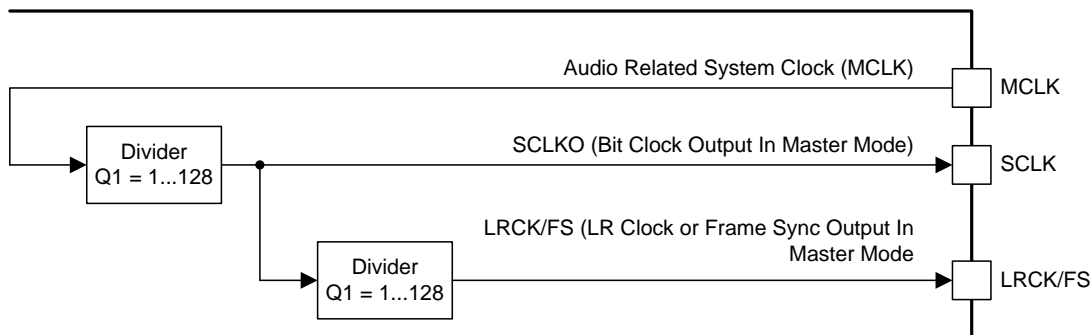 Audio Related System Clock (MCLK)
MCLK
Divider
Q1 = 1...128
SCLKO (Bit Clock Output In Master Mode)
SCLK
LRCK/FS (LR Clock or Frame Sync Output In
Master Mode
Divider
Q1 = 1...128
LRCK/FS